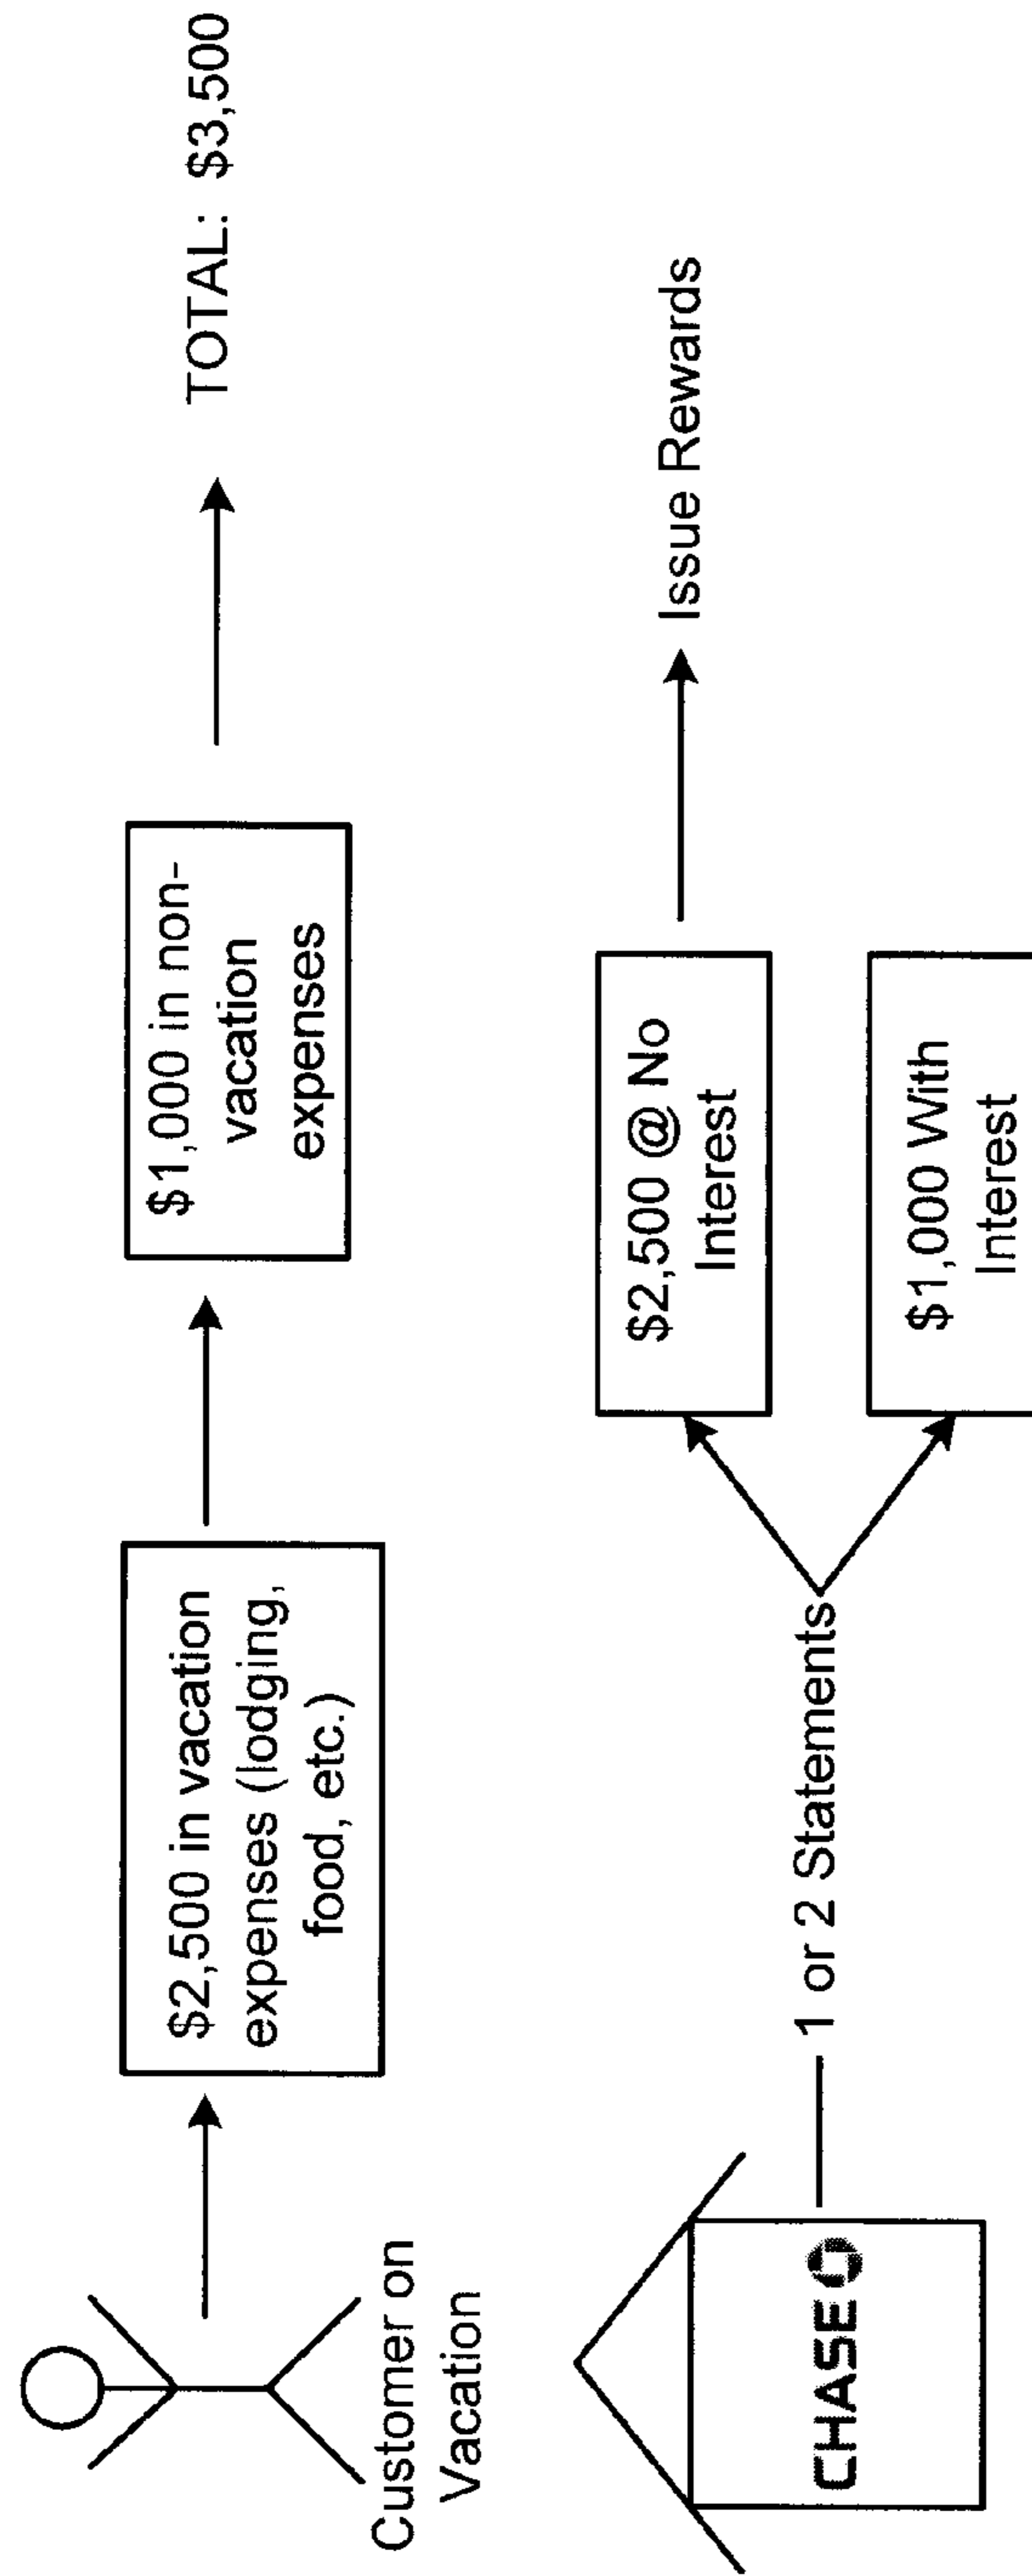 Customer on
Vacation
$2,500 in vacation
expenses (lodging,
food, etc.)
$1,000 in non-
vacation
expenses
TOTAL: $3,500
CHASE
1 or 2 Statements
$2,500 @ No
Interest
Issue Rewards
$1,000 With
Interest